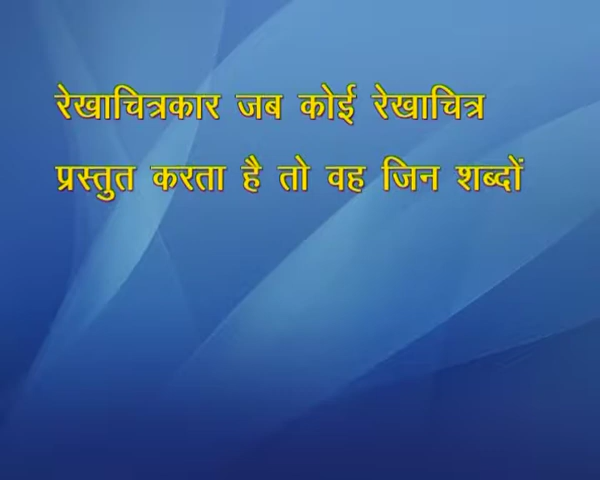 रेखाचित्रकार जब कोई रेखाचित्र
प्रस्तुत करता है तो वह जिन शब्दों